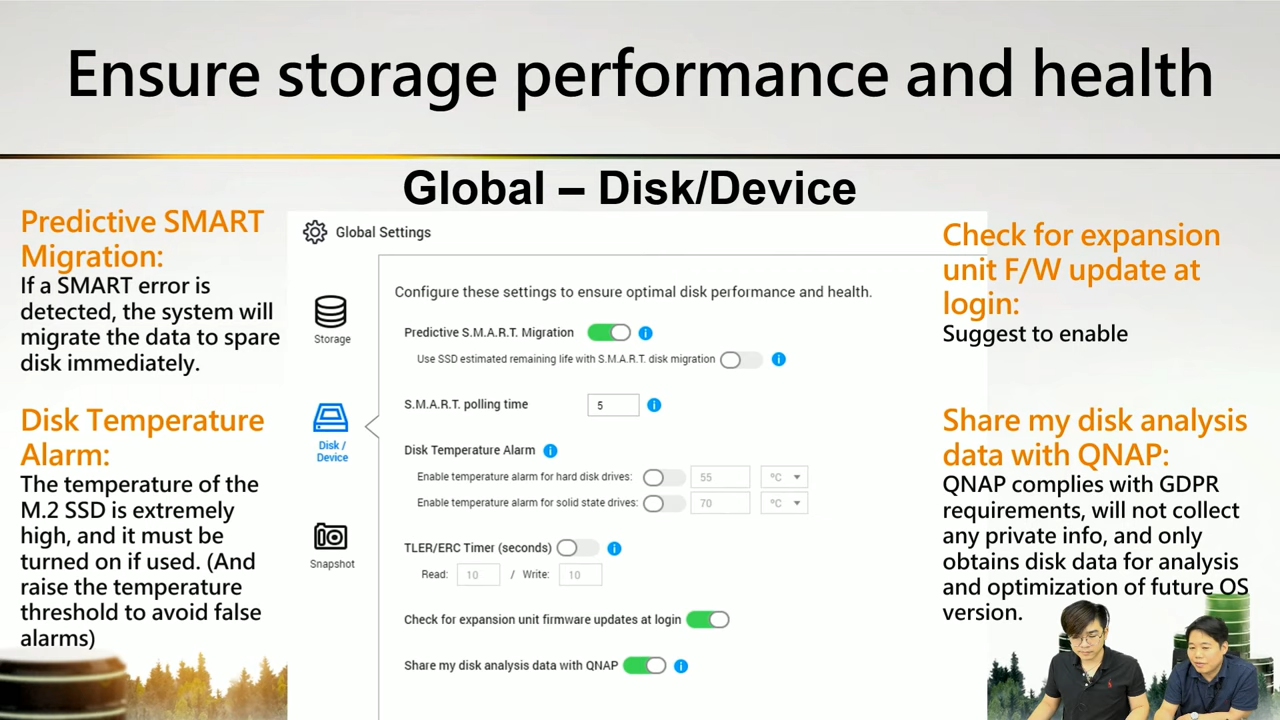 Ensure storage performance and health
Global – Disk/Device
Predictive SMART
Migration:
If a SMART error is
detected, the system will
migrate the data to spare
disk immediately.
Disk Temperature
Alarm:
The temperature of the
M.2 SSD is extremely
high, and it must be
turned on if used. (And
raise the temperature
threshold to avoid false
alarms)
Global Settings
Storage
Disk /
Device
Snapshot
Configure these settings to ensure optimal disk performance and health.
Predictive S.M.A.R.T. Migration
Use SSD estimated remaining life with S.M.A.R.T. disk migration
S.M.A.R.T. polling time 5
Disk Temperature Alarm
Enable temperature alarm for hard disk drives: 55 °C
Enable temperature alarm for solid state drives: 70 °C
TLER/ERC Timer (seconds)
Read: 10 / Write: 10
Check for expansion unit firmware updates at login
Share my disk analysis data with QNAP
Check for expansion
unit F/W update at
login:
Suggest to enable
Share my disk analysis
data with QNAP:
QNAP complies with GDPR
requirements, will not collect
any private info, and only
obtains disk data for analysis
and optimization of future OS
version.